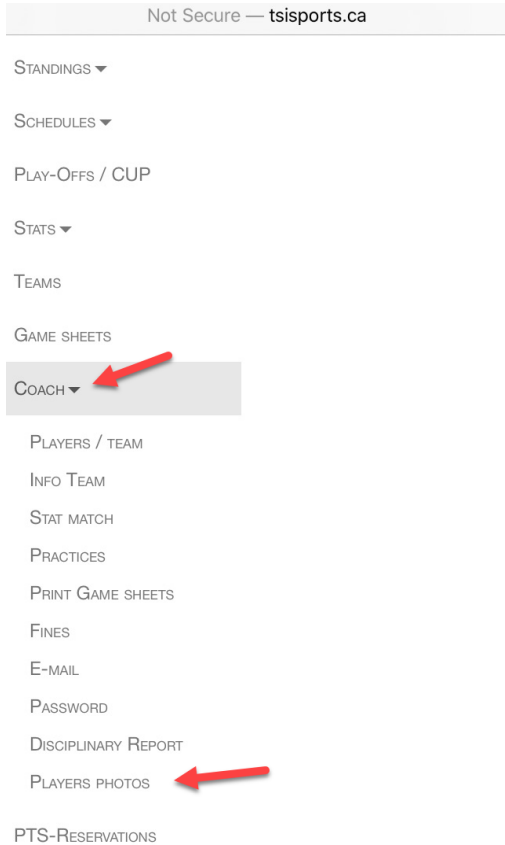 Not Secure — tsisports.ca
Standings
Schedules
Play-Offs / CUP
Stats
Teams
Game sheets
Coach
Players / team
Info Team
Stat match
Practices
Print Game sheets
Fines
E-mail
Password
Disciplinary Report
Players photos
PTS-Reservations